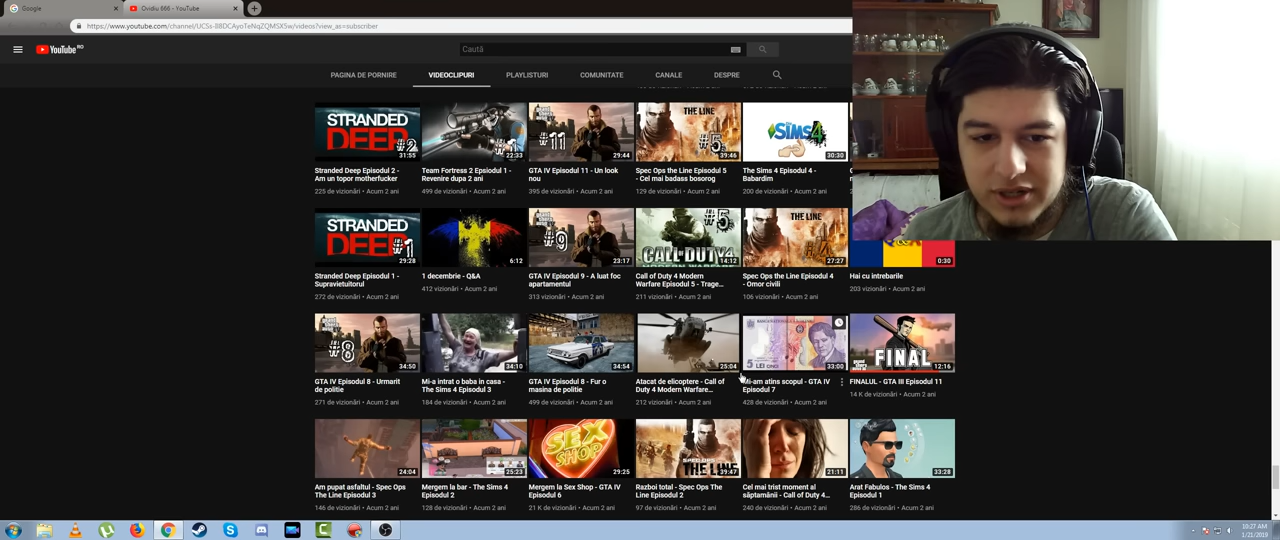 Google
Ovidiu 666 - YouTube
https://www.youtube.com/channel/UCSs-88DCAyoTeNqZQMSX5w/videos?view_as=subscriber
YouTube RO
Caută
PAGINA DE PORNIRE VIDEOCLIPURI PLAYLISTURI COMUNITATE CANALE DESPRE
STRANDED
DEEP #2
31:55
22:33
#11
29:44
THE LINE
#5
39:46
SIMS4
30:30
Stranded Deep Episodul 2 -
Am un topor motherfucker
225 de vizionări • Acum 2 ani
Team Fortress 2 Epsiodul 1 -
Revenire dupa 2 ani
499 de vizionări • Acum 2 ani
GTA IV Episodul 11 - Un look
nou
395 de vizionări • Acum 2 ani
Spec Ops the Line Episodul
5 - Cel mai badass bosorog
129 de vizionări • Acum 2 ani
The Sims 4 Episodul 4 -
Babardim
200 de vizionări • Acum 2 ani
STRANDED
DEEP #1
29:28
6:12
#9
23:17
#5
CALL OF DUTY 4
MODERN WARFARE
14:12
THE LINE
#4
27:27
Q&A
0:30
Stranded Deep Episodul 1 -
Supravietuitorul
272 de vizionări • Acum 2 ani
1 decembrie - Q&A
412 vizionări • Acum 2 ani
GTA IV Episodul 9 - A luat foc
apartamentul
313 vizionări • Acum 2 ani
Call of Duty 4 Modern
Warfare Episodul 5 - Trage...
211 vizionări • Acum 2 ani
Spec Ops the Line Episodul 4
- Omor civili
106 vizionări • Acum 2 ani
Hai cu intrebarile
203 vizionări • Acum 2 ani
#8
34:50
34:10
34:54
25:04
5 LEI
33:00
FINAL
12:16
GTA IV Episodul 8 - Urmarit
de politie
271 de vizionări • Acum 2 ani
Mi-a intrat o baba in casa -
The Sims 4 Episodul 3
184 de vizionări • Acum 2 ani
GTA IV Episodul 8 - Fur o
masina de politie
499 de vizionări • Acum 2 ani
Atacat de elicoptere - Call of
Duty 4 Modern Warfare...
212 vizionări • Acum 2 ani
Mi-am atins scopul - GTA IV
Episodul 7
428 de vizionări • Acum 2 ani
FINALUL - GTA III Episodul 11
14 K de vizionări • Acum 2 ani
24:04
25:23
SEX
SHOP
29:25
SPEC OPS
THE LINE
39:47
21:11
33:28
Am pupat asfaltul - Spec Ops
The Line Episodul 3
146 de vizionări • Acum 2 ani
Mergem la bar - The Sims 4
Episodul 2
128 de vizionări • Acum 2 ani
Mergem la Sex Shop - GTA IV
Episodul 6
21 K de vizionări • Acum 2 ani
Razboi total - Spec Ops The
Line Episodul 2
97 de vizionări • Acum 2 ani
Cel mai trist moment al
săptamânii - Call of Duty 4...
240 de vizionări • Acum 2 ani
Arat Fabulos - The Sims 4
Episodul 1
286 de vizionări • Acum 2 ani
10:27 AM
1/21/2019